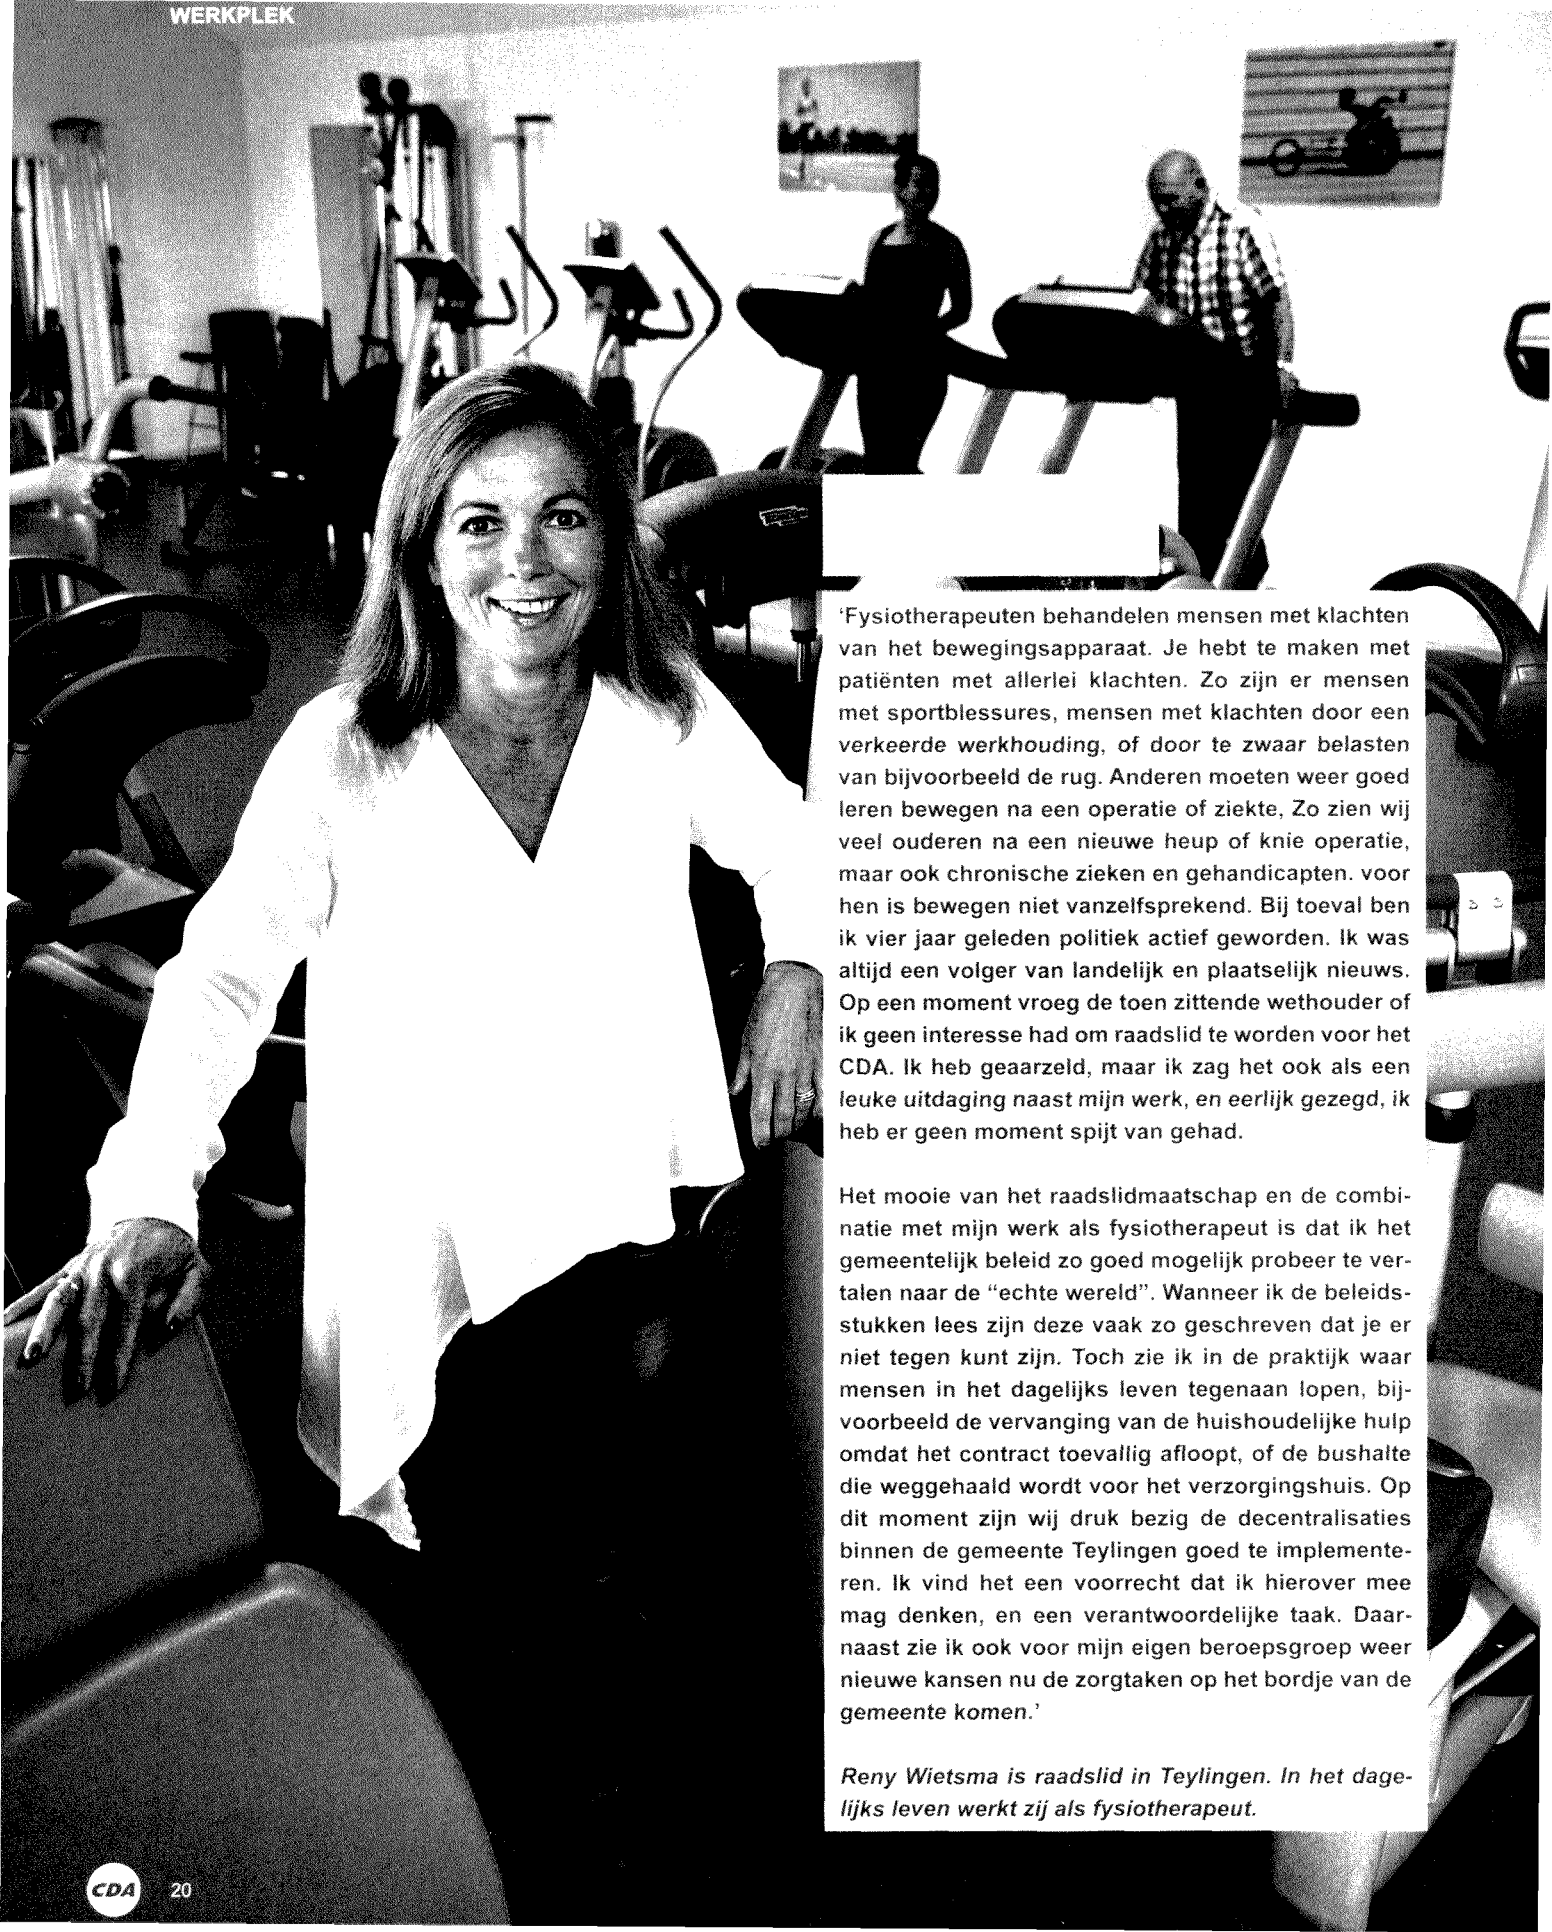 WERKPLEK
‘Fysiotherapeuten behandelen mensen met klachten
van het bewegingsapparaat. Je hebt te maken met
patiënten met allerlei klachten. Zo zijn er mensen
met sportblessures, mensen met klachten door een
verkeerde werkhouding, of door te zwaar belasten
van bijvoorbeeld de rug. Anderen moeten weer goed
leren bewegen na een operatie of ziekte, Zo zien wij
veel ouderen na een nieuwe heup of knie operatie,
maar ook chronische zieken en gehandicapten. voor
hen is bewegen niet vanzelfsprekend. Bij toeval ben
ik vier jaar geleden politiek actief geworden. Ik was
altijd een volger van landelijk en plaatselijk nieuws.
Op een moment vroeg de toen zittende wethouder of
ik geen interesse had om raadslid te worden voor het
CDA. Ik heb geaarzeld, maar ik zag het ook als een
leuke uitdaging naast mijn werk, en eerlijk gezegd, ik
heb er geen moment spijt van gehad.
Het mooie van het raadslidmaatschap en de combi-
natie met mijn werk als fysiotherapeut is dat ik het
gemeentelijk beleid zo goed mogelijk probeer te ver-
talen naar de “echte wereld”. Wanneer ik de beleids-
stukken lees zijn deze vaak zo geschreven dat je er
niet tegen kunt zijn. Toch zie ik in de praktijk waar
mensen in het dagelijks leven tegenaan lopen, bij-
voorbeeld de vervanging van de huishoudelijke hulp
omdat het contract toevallig afloopt, of de bushalte
die weggehaald wordt voor het verzorgingshuis. Op
dit moment zijn wij druk bezig de decentralisaties
binnen de gemeente Teylingen goed te implemente-
ren. Ik vind het een voorrecht dat ik hierover mee
mag denken, en een verantwoordelijke taak. Daar-
naast zie ik ook voor mijn eigen beroepsgroep weer
nieuwe kansen nu de zorgtaken op het bordje van de
gemeente komen.’
Reny Wietsma is raadslid in Teylingen. In het dage-
lijks leven werkt zij als fysiotherapeut.
CDA 20